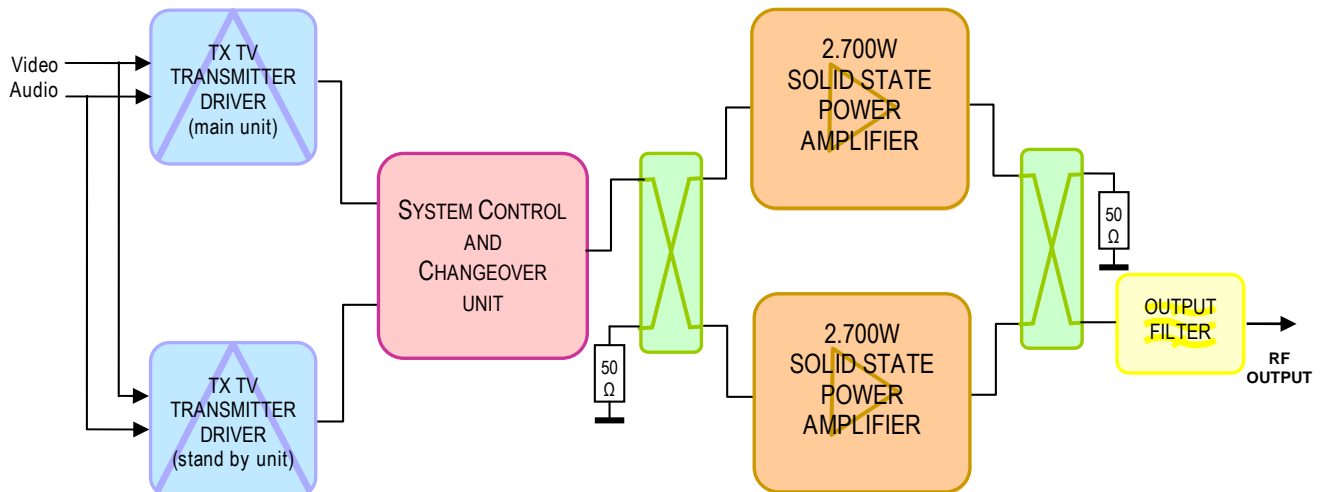 Video
Audio
TX TV
TRANSMITTER
DRIVER
(main unit)
TX TV
TRANSMITTER
DRIVER
(stand by unit)
SYSTEM CONTROL
AND
CHANGEOVER
UNIT
50
Ω
2.700W
SOLID STATE
POWER
AMPLIFIER
2.700W
SOLID STATE
POWER
AMPLIFIER
50
Ω
OUTPUT
FILTER
RF
OUTPUT